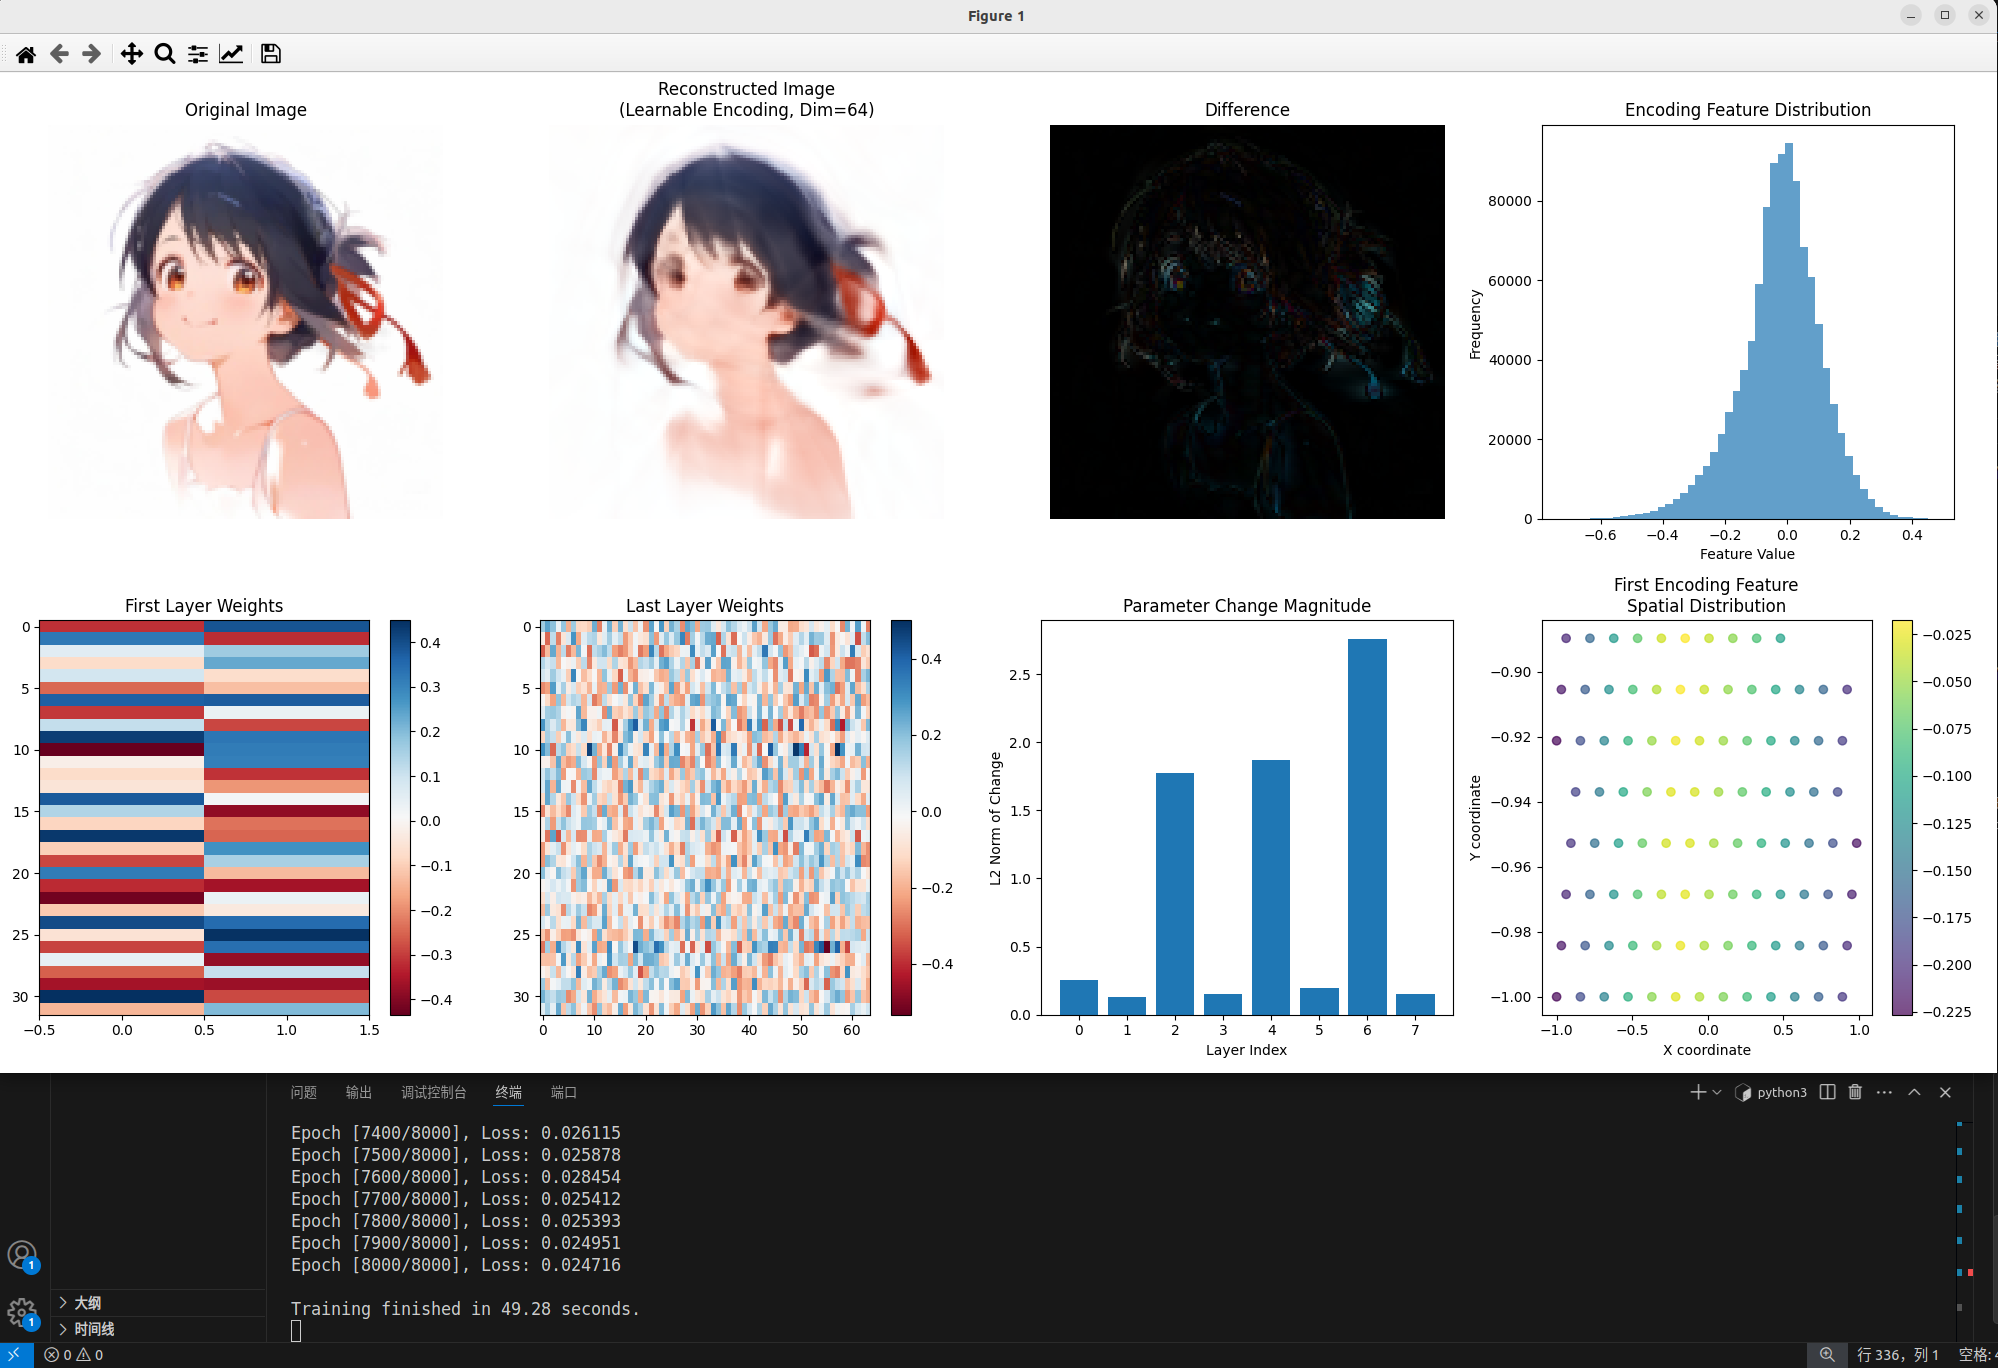 Figure 1
Original Image
Reconstructed Image
(Learnable Encoding, Dim=64)
Difference
Encoding Feature Distribution
80000
60000
40000
20000
0
Frequency
−0.6 −0.4 −0.2 0.0 0.2 0.4
Feature Value
First Layer Weights
0
5
10
15
20
25
30
−0.5 0.0 0.5 1.0 1.5
0.4
0.3
0.2
0.1
0.0
−0.1
−0.2
−0.3
−0.4
Last Layer Weights
0
5
10
15
20
25
30
0 10 20 30 40 50 60
0.4
0.2
0.0
−0.2
−0.4
Parameter Change Magnitude
2.5
2.0
1.5
1.0
0.5
0.0
L2 Norm of Change
0 1 2 3 4 5 6 7
Layer Index
First Encoding Feature
Spatial Distribution
−0.90
−0.92
−0.94
−0.96
−0.98
−1.00
Y coordinate
−1.0 −0.5 0.0 0.5 1.0
X coordinate
−0.025
−0.050
−0.075
−0.100
−0.125
−0.150
−0.175
−0.200
−0.225
问题 输出 调试控制台 终端 端口
python3
Epoch [7400/8000], Loss: 0.026115
Epoch [7500/8000], Loss: 0.025878
Epoch [7600/8000], Loss: 0.028454
Epoch [7700/8000], Loss: 0.025412
Epoch [7800/8000], Loss: 0.025393
Epoch [7900/8000], Loss: 0.024951
Epoch [8000/8000], Loss: 0.024716
Training finished in 49.28 seconds.
1
1
大纲
时间线
0 0
行 336，列 1 空格: